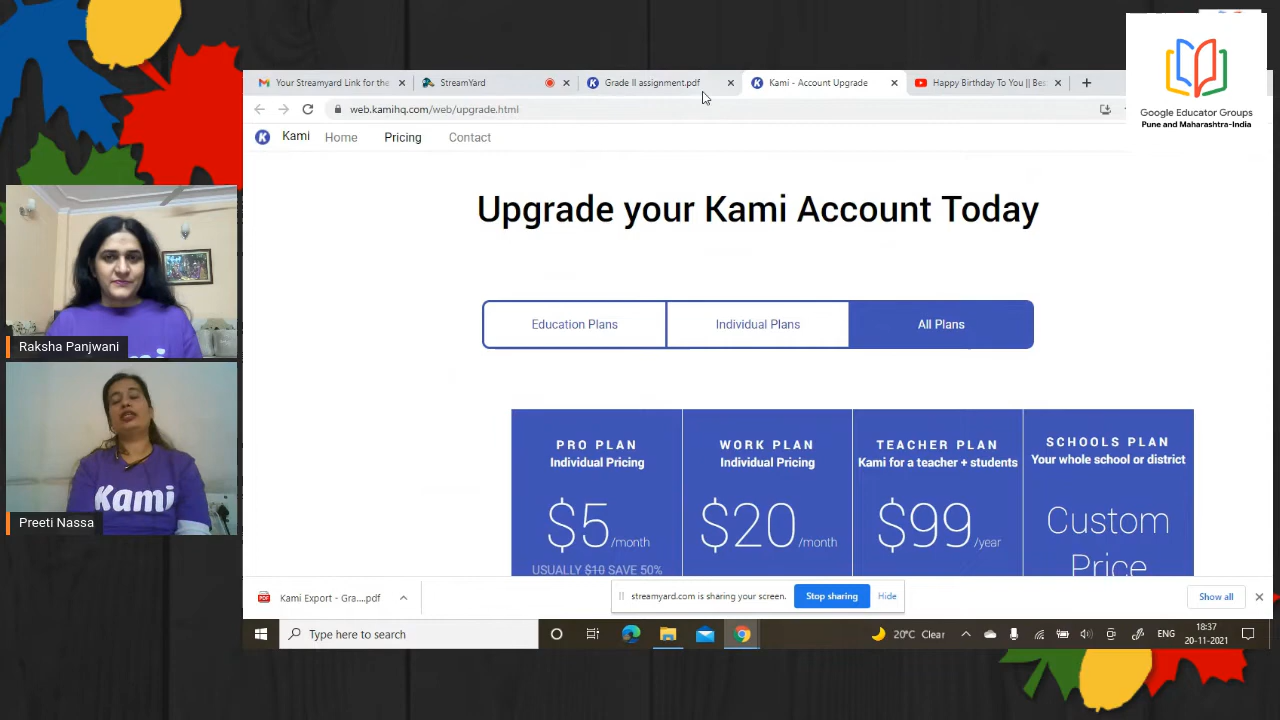 Your Streamyard Link for the
StreamYard
Grade II assignment.pdf
Kami - Account Upgrade
Happy Birthday To You || Bes
web.kamihq.com/web/upgrade.html
Google Educator Groups
Pune and Maharashtra-India
Kami
Home
Pricing
Contact
Upgrade your Kami Account Today
Education Plans
Individual Plans
All Plans
PRO PLAN
Individual Pricing
$5/month
USUALLY $10 SAVE 50%
WORK PLAN
Individual Pricing
$20/month
TEACHER PLAN
Kami for a teacher + students
$99/year
SCHOOLS PLAN
Your whole school or district
Custom
Price
Raksha Panjwani
Kami
Preeti Nassa
Kami Export - Gra....pdf
streamyard.com is sharing your screen.
Stop sharing
Hide
Show all
Type here to search
20°C Clear
ENG
18:37
20-11-2021